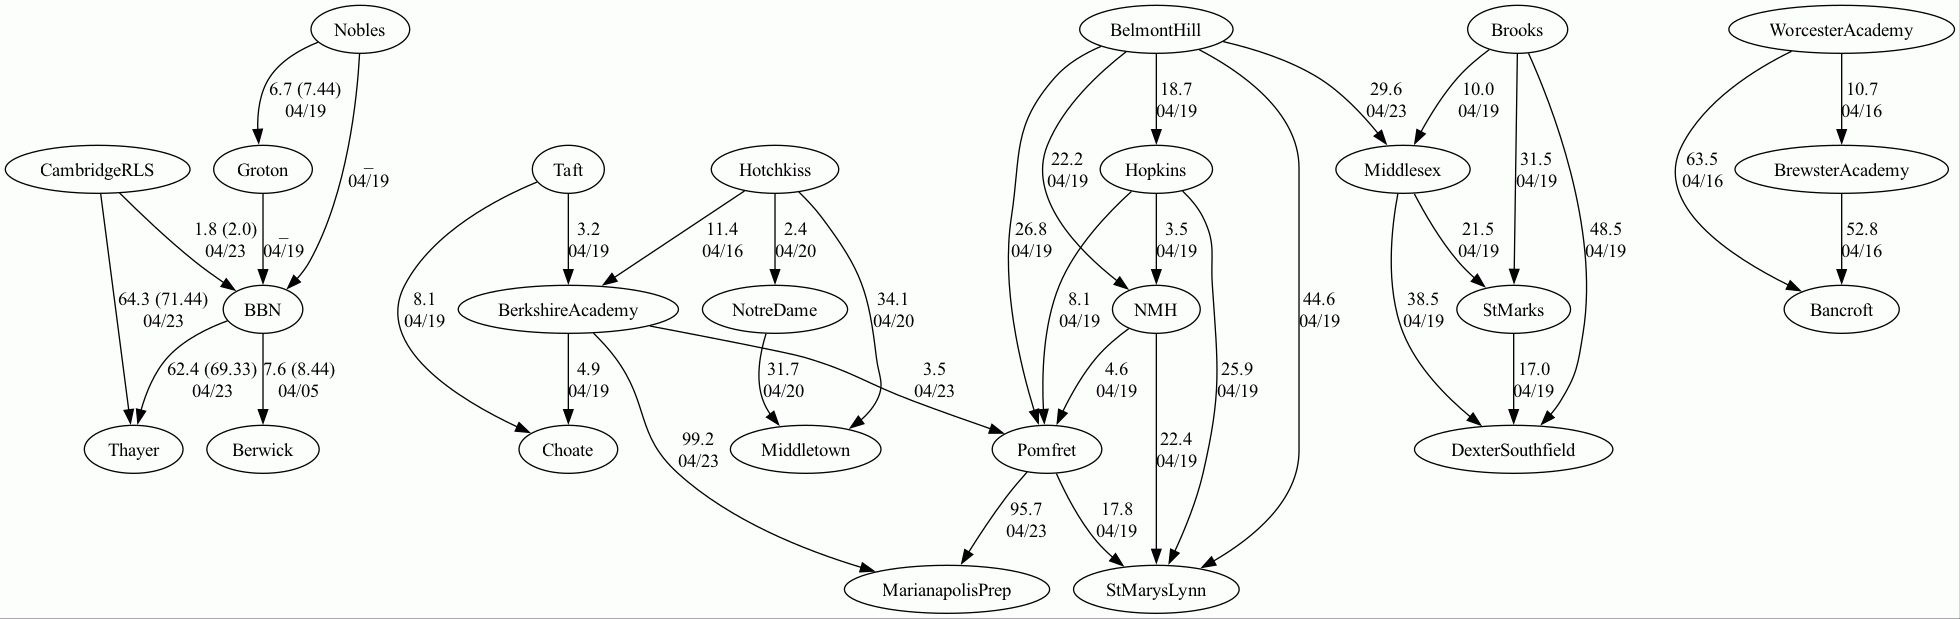 Nobles
BelmontHill
Brooks
WorcesterAcademy
6.7 (7.44)
04/19
18.7
04/19
29.6
04/23
10.0
04/19
10.7
04/16
CambridgeRLS
Groton
_
04/19
Taft
Hotchkiss
22.2
04/19
Hopkins
Middlesex
31.5
04/19
63.5
04/16
BrewsterAcademy
1.8 (2.0)
04/23
_
04/19
3.2
04/19
11.4
04/16
2.4
04/20
26.8
04/19
3.5
04/19
21.5
04/19
48.5
04/19
52.8
04/16
64.3 (71.44)
04/23
BBN
8.1
04/19
BerkshireAcademy
NotreDame
34.1
04/20
8.1
04/19
NMH
44.6
04/19
38.5
04/19
StMarks
Bancroft
62.4 (69.33)
04/23
7.6 (8.44)
04/05
4.9
04/19
31.7
04/20
3.5
04/23
4.6
04/19
25.9
04/19
17.0
04/19
Thayer
Berwick
Choate
99.2
04/23
Middletown
Pomfret
22.4
04/19
DexterSouthfield
95.7
04/23
17.8
04/19
MarianapolisPrep
StMarysLynn